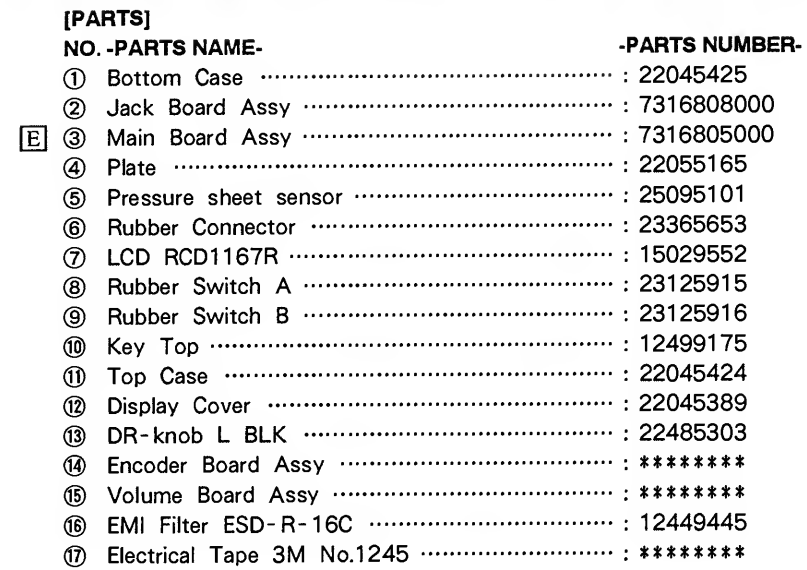 [PARTS]
NO. -PARTS NAME- -PARTS NUMBER-
① Bottom Case ································ : 22045425
② Jack Board Assy ································ : 7316808000
E ③ Main Board Assy ································ : 7316805000
④ Plate ································ : 22055165
⑤ Pressure sheet sensor ································ : 25095101
⑥ Rubber Connector ································ : 23365653
⑦ LCD RCD1167R ································ : 15029552
⑧ Rubber Switch A ································ : 23125915
⑨ Rubber Switch B ································ : 23125916
⑩ Key Top ································ : 12499175
⑪ Top Case ································ : 22045424
⑫ Display Cover ································ : 22045389
⑬ DR-knob L BLK ································ : 22485303
⑭ Encoder Board Assy ································ : ********
⑮ Volume Board Assy ································ : ********
⑯ EMI Filter ESD-R-16C ································ : 12449445
⑰ Electrical Tape 3M No.1245 ································ : ********